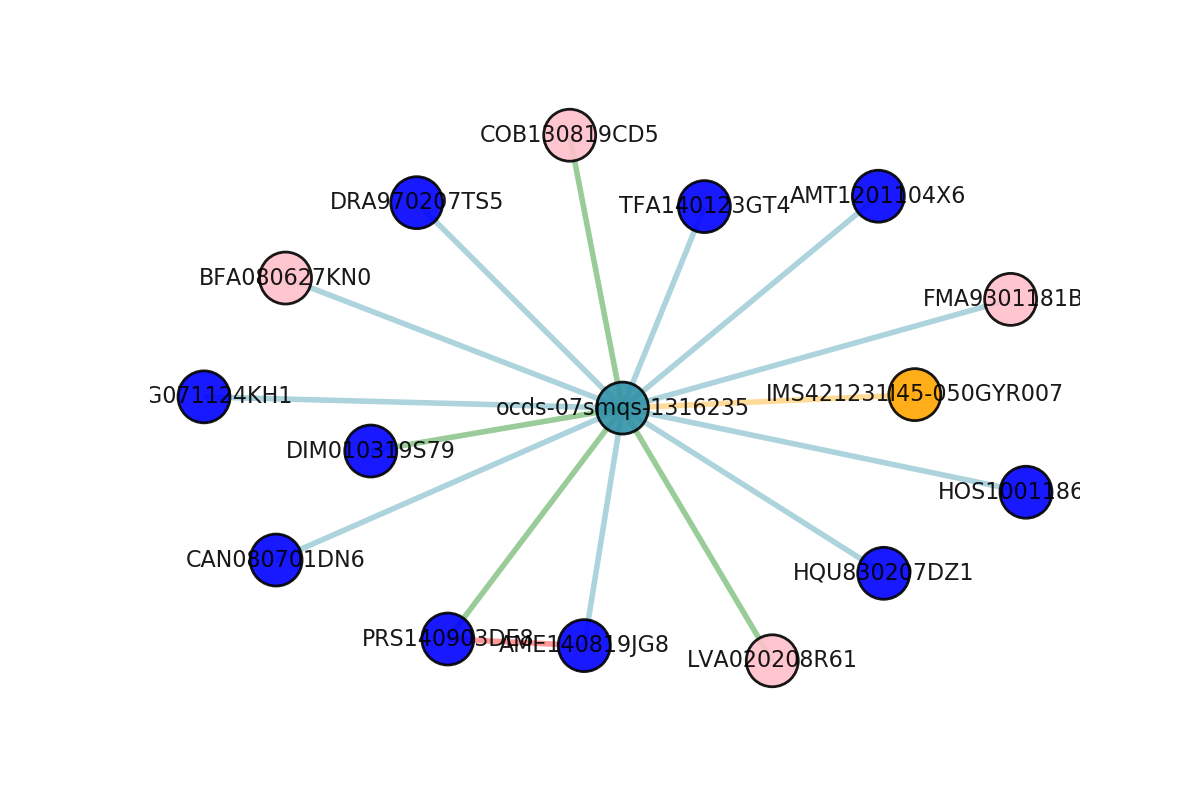 COB130819CD5
DRA970207TS5
TFA140123GT4
AMT1201104X6
BFA080627KN0
FMA9301181B
G071124KH1
IMS421231I45-050GYR007
ocds-07smqs-1316235
DIM010319S79
HOS1001186
CAN080701DN6
HQU830207DZ1
PRS140903DE8
AME140819JG8
LVA020208R61